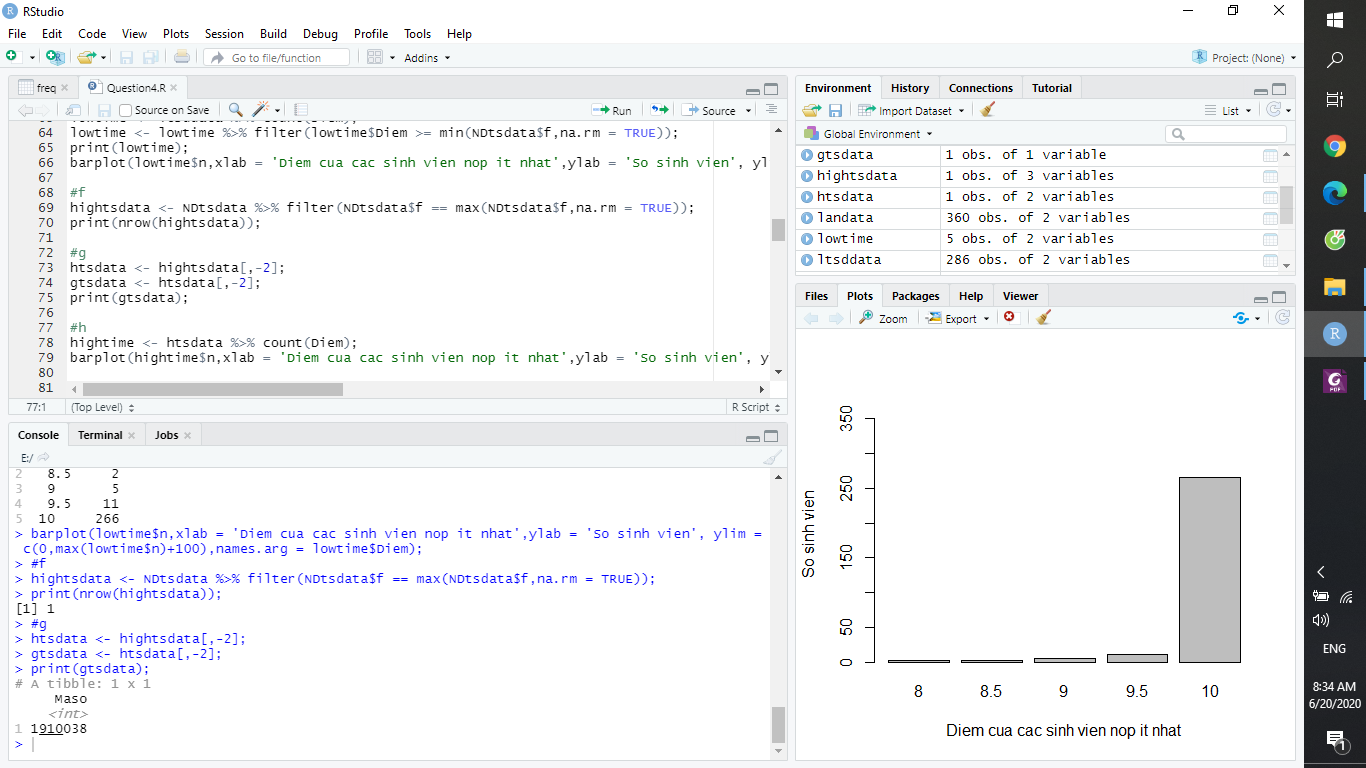 RStudio
File Edit Code View Plots Session Build Debug Profile Tools Help
Go to file/function Addins Project: (None)
freq Question4.R
Source on Save Run Source
64 lowtime <- lowtime %>% filter(lowtime$Diem >= min(NDtsdata$f,na.rm = TRUE));
65 print(lowtime);
66 barplot(lowtime$n,xlab = 'Diem cua cac sinh vien nop it nhat',ylab = 'So sinh vien', yl
67
68 #f
69 hightsdata <- NDtsdata %>% filter(NDtsdata$f == max(NDtsdata$f,na.rm = TRUE));
70 print(nrow(hightsdata));
71
72 #g
73 htsdata <- hightsdata[,-2];
74 gtsdata <- htsdata[,-2];
75 print(gtsdata);
76
77 #h
78 hightime <- htsdata %>% count(Diem);
79 barplot(hightime$n,xlab = 'Diem cua cac sinh vien nop it nhat',ylab = 'So sinh vien', y
80
81
77:1 (Top Level) R Script
Console Terminal Jobs
E:/
2 8.5 2
3 9 5
4 9.5 11
5 10 266
> barplot(lowtime$n,xlab = 'Diem cua cac sinh vien nop it nhat',ylab = 'So sinh vien', ylim =
c(0,max(lowtime$n)+100),names.arg = lowtime$Diem);
> #f
> hightsdata <- NDtsdata %>% filter(NDtsdata$f == max(NDtsdata$f,na.rm = TRUE));
> print(nrow(hightsdata));
[1] 1
> #g
> htsdata <- hightsdata[,-2];
> gtsdata <- htsdata[,-2];
> print(gtsdata);
# A tibble: 1 x 1
Maso
<int>
1 1910038
>
Environment History Connections Tutorial
Import Dataset List
Global Environment
gtsdata 1 obs. of 1 variable
hightsdata 1 obs. of 3 variables
htsdata 1 obs. of 2 variables
landata 360 obs. of 2 variables
lowtime 5 obs. of 2 variables
ltsddata 286 obs. of 2 variables
Files Plots Packages Help Viewer
Zoom Export
350
250
150
50
0
So sinh vien
8 8.5 9 9.5 10
Diem cua cac sinh vien nop it nhat
R
PDF
ENG
8:34 AM
6/20/2020
1